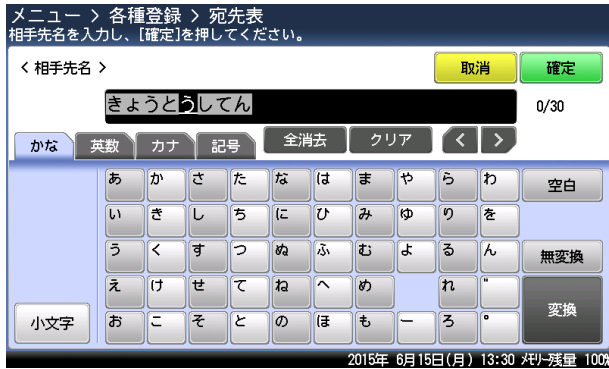 メニュー > 各種登録 > 宛先表
相手先名を入力し、[確定]を押してください。
< 相手先名 >
取消
確定
きょうとうしてん
0/30
かな 英数 カナ 記号 全消去 クリア < >
あ か さ た な は ま や ら わ 空白
い き し ち に ひ み ゆ り を
う く す つ ぬ ふ む よ る ん 無変換
え け せ て ね へ め れ ゛ 変換
小文字 お こ そ と の ほ も ー ろ ゜
2015年 6月15日(月) 13:30 メモリー残量 100%